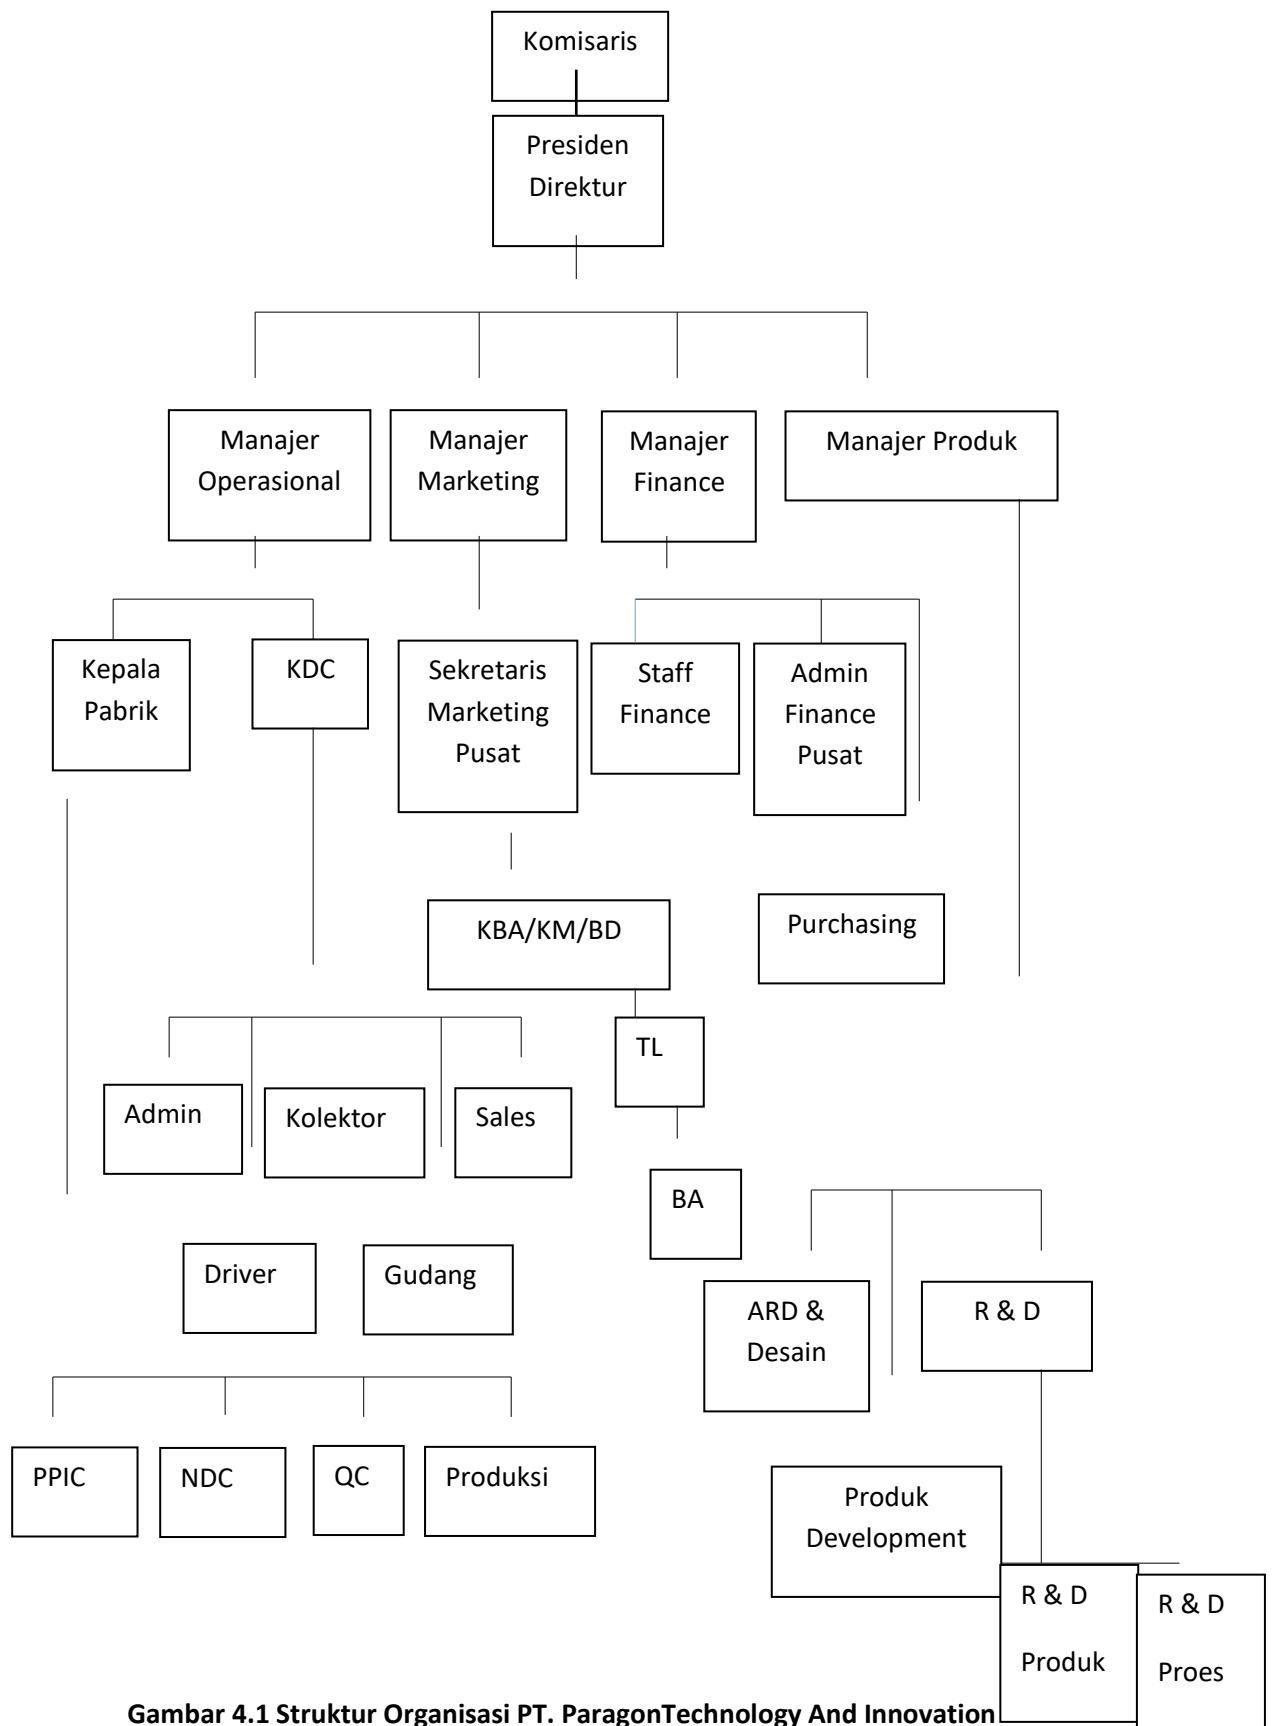 Komisaris
Presiden
Direktur
Manajer
Operasional
Manajer
Marketing
Manajer
Finance
Manajer Produk
Kepala
Pabrik
KDC
Sekretaris
Marketing
Pusat
Staff
Finance
Admin
Finance
Pusat
KBA/KM/BD
Purchasing
TL
Admin
Kolektor
Sales
BA
Driver
Gudang
ARD &
Desain
R & D
PPIC
NDC
QC
Produksi
Produk
Development
R & D
Produk
R & D
Proes
Gambar 4.1 Struktur Organisasi PT. ParagonTechnology And Innovation